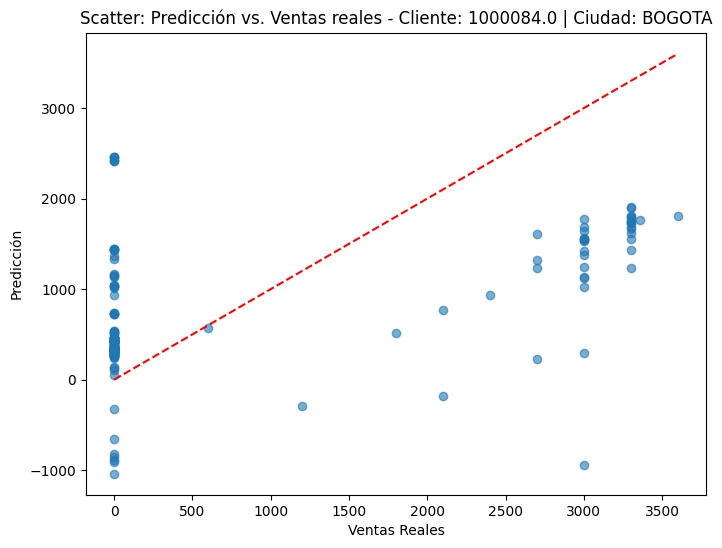 Scatter: Predicción vs. Ventas reales - Cliente: 1000084.0 | Ciudad: BOGOTA
Predicción
3000
2000
1000
0
−1000
0 500 1000 1500 2000 2500 3000 3500
Ventas Reales